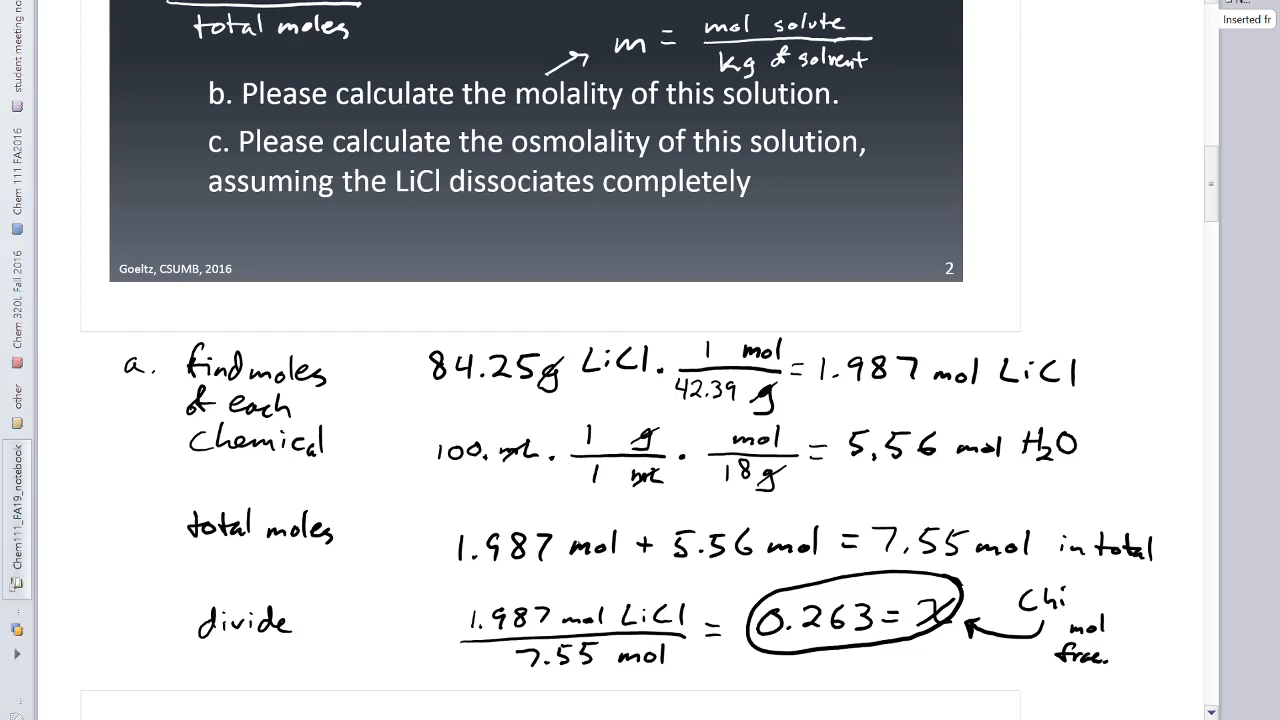 Inserted fr
total moles
m = mol solute
kg of solvent
b. Please calculate the molality of this solution.
c. Please calculate the osmolality of this solution,
assuming the LiCl dissociates completely
Goeltz, CSUMB, 2016
2
student meeting no
Chem 111 FA2016
Chem 320L Fall 2016
older
Chem111_FA19_notebook
a. find moles of each chemical
84.25g LiCl · 1 mol / 42.39 g = 1.987 mol LiCl
100. mL · 1 g / 1 mL · mol / 18g = 5.56 mol H₂O
total moles
1.987 mol + 5.56 mol = 7.55 mol in total
divide
1.987 mol LiCl / 7.55 mol = 0.263 = χ
Chi
mol
frac.